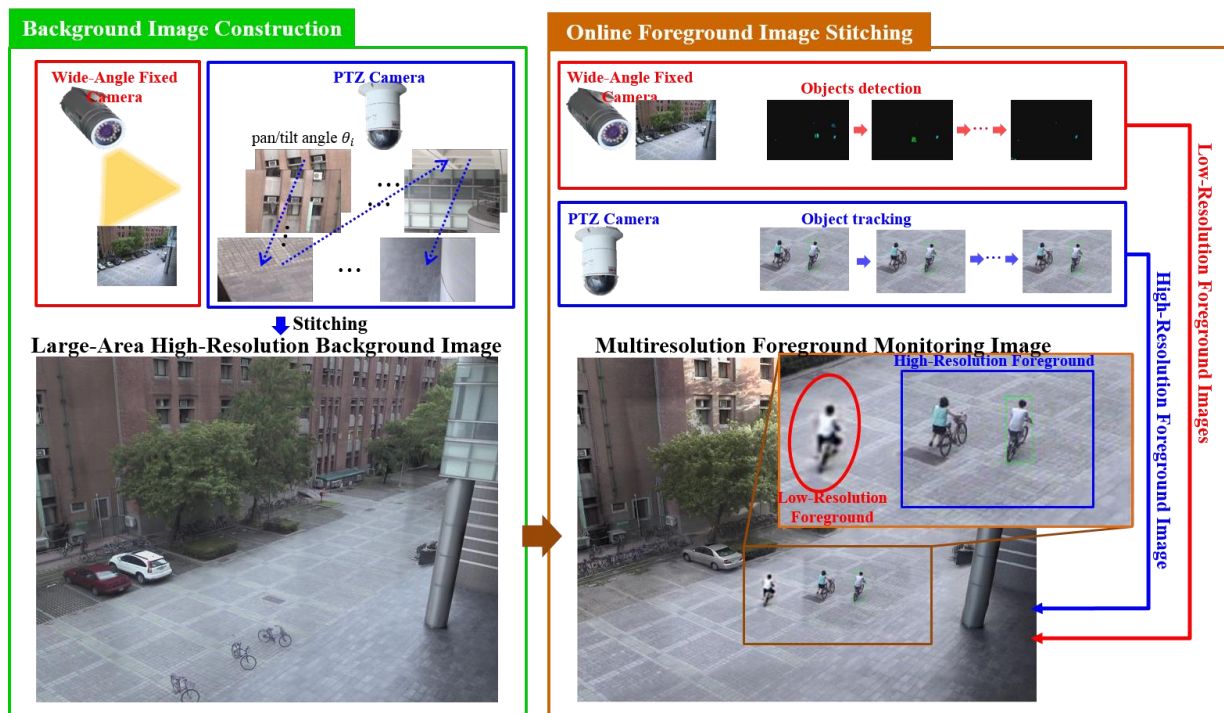 Background Image Construction
Wide-Angle Fixed
Camera
PTZ Camera
pan/tilt angle θi
...
...
...
...
Stitching
Large-Area High-Resolution Background Image
Online Foreground Image Stitching
Wide-Angle Fixed
Camera
Objects detection
...
PTZ Camera
Object tracking
...
Low-Resolution Foreground Images
High-Resolution Foreground Image
Multiresolution Foreground Monitoring Image
High-Resolution Foreground
Low-Resolution
Foreground